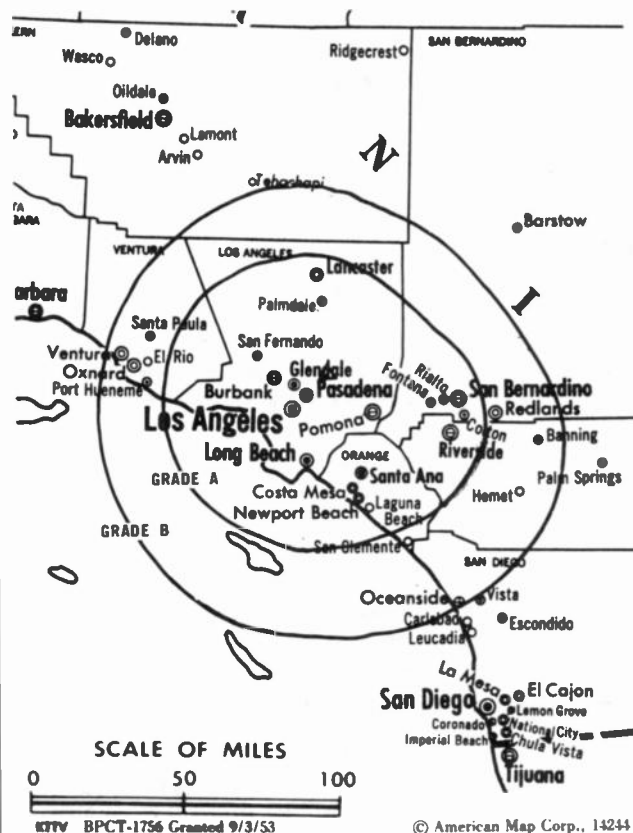 ERN
Delano
Ridgecrest
SAN BERNARDINO
Wasco
Oildale
Bakersfield
Lamont
Arvin
N
Tehachapi
TA
BARA
VENTURA
LOS ANGELES
Barstow
Lancaster
I
arbara
Palmdale
Santa Paula
San Fernando
Ventura
El Rio
Oxnard
Port Hueneme
Glendale
Burbank
Pasadena
Rialto
Fontana
San Bernardino
Redlands
Los Angeles
Pomona
Colton
Riverside
Banning
Long Beach
ORANGE
Palm Springs
GRADE A
Santa Ana
Costa Mesa
Hemet
Newport Beach
Laguna
Beach
GRADE B
San Clemente
SAN DIEGO
Oceanside
Vista
Carlsbad
Leucadia
Escondido
La Mesa
El Cajon
San Diego
Lemon Grove
Coronado
National City
Imperial Beach
Chula Vista
Tijuana
SCALE OF MILES
0 50 100
KTTV BPCT-1756 Granted 9/3/53
© American Map Corp., 14244